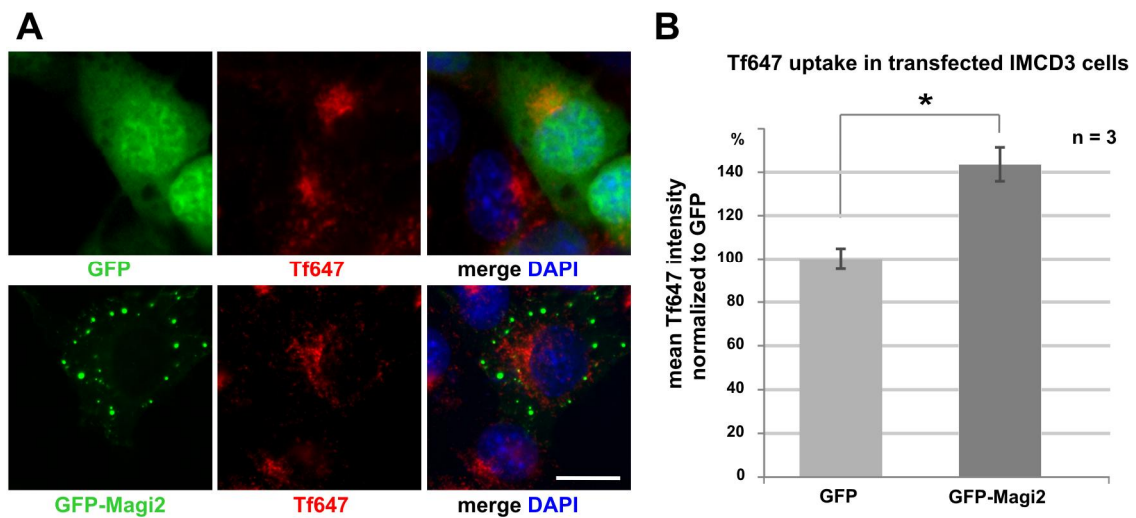 A
GFP
Tf647
merge DAPI
GFP-Magi2
Tf647
merge DAPI
B
Tf647 uptake in transfected IMCD3 cells
*
n = 3
%
mean Tf647 intensity
normalized to GFP
140
120
100
80
60
40
20
0
GFP
GFP-Magi2